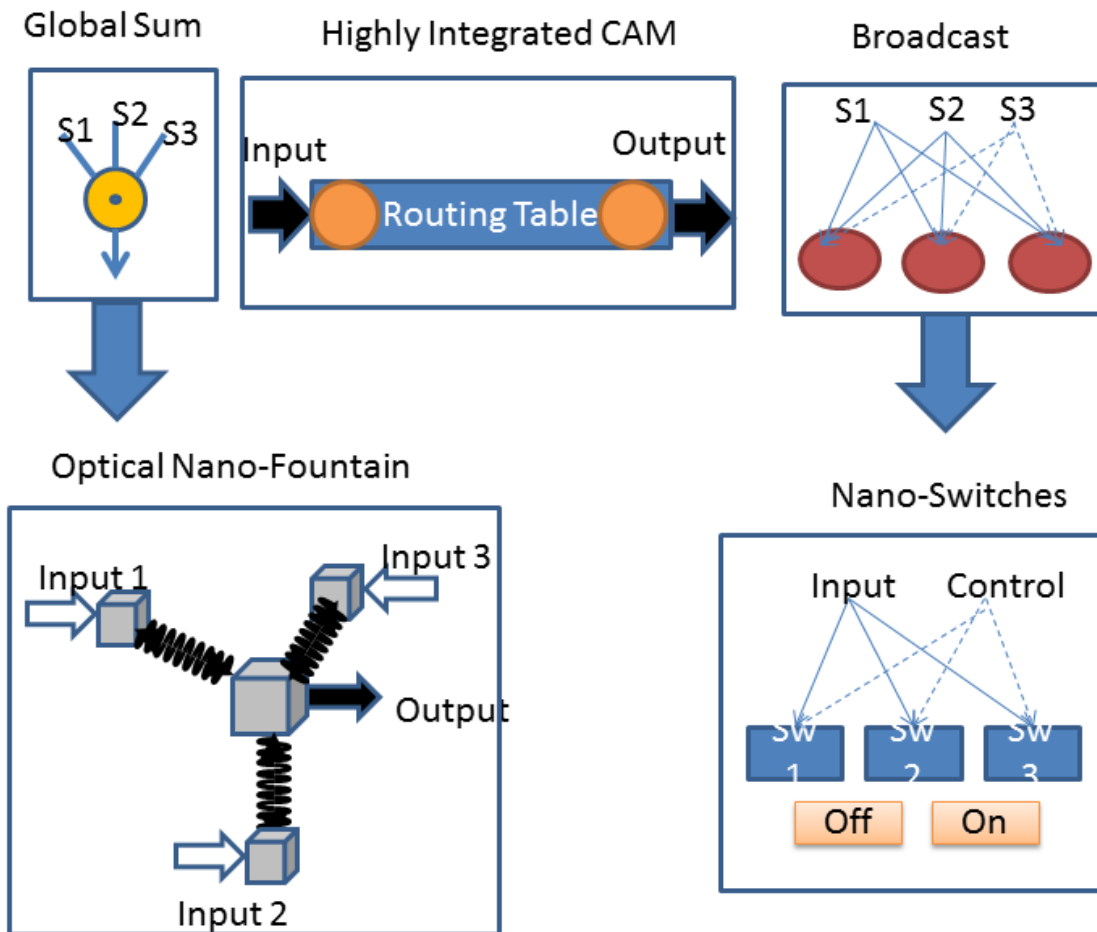 Global Sum
Highly Integrated CAM
Broadcast
S1
S2
S3
Input
Output
Routing Table
S1
S2
S3
Optical Nano-Fountain
Nano-Switches
Input 1
Input 3
Output
Input 2
Input
Control
Sw
1
Sw
2
Sw
3
Off
On